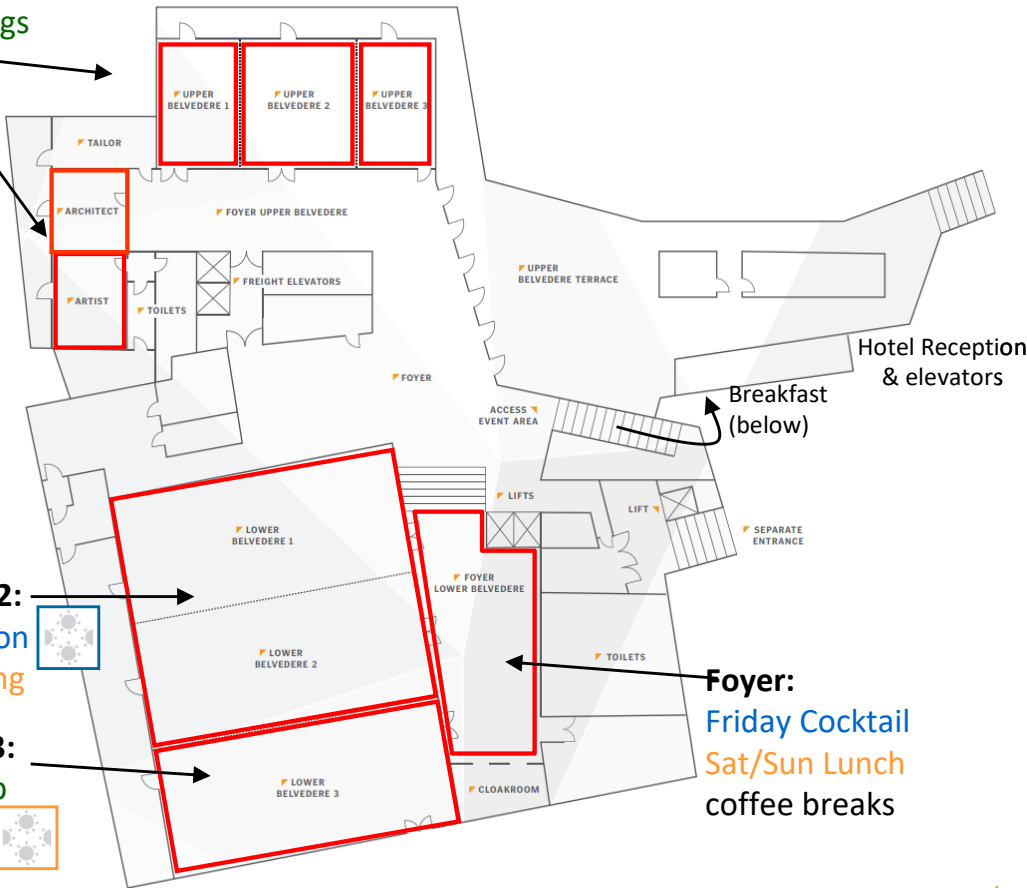 gs
UPPER
BELVEDERE 1
UPPER
BELVEDERE 2
UPPER
BELVEDERE 3
TAILOR
ARCHITECT
FOYER UPPER BELVEDERE
UPPER
BELVEDERE TERRACE
FREIGHT ELEVATORS
ARTIST
TOILETS
Hotel Reception
& elevators
FOYER
Breakfast
(below)
ACCESS
EVENT AREA
LIFTS
LIFT
SEPARATE
ENTRANCE
LOWER
BELVEDERE 1
FOYER
LOWER BELVEDERE
2:
on
ng
LOWER
BELVEDERE 2
TOILETS
Foyer:
Friday Cocktail
Sat/Sun Lunch
coffee breaks
3:
LOWER
BELVEDERE 3
CLOAKROOM